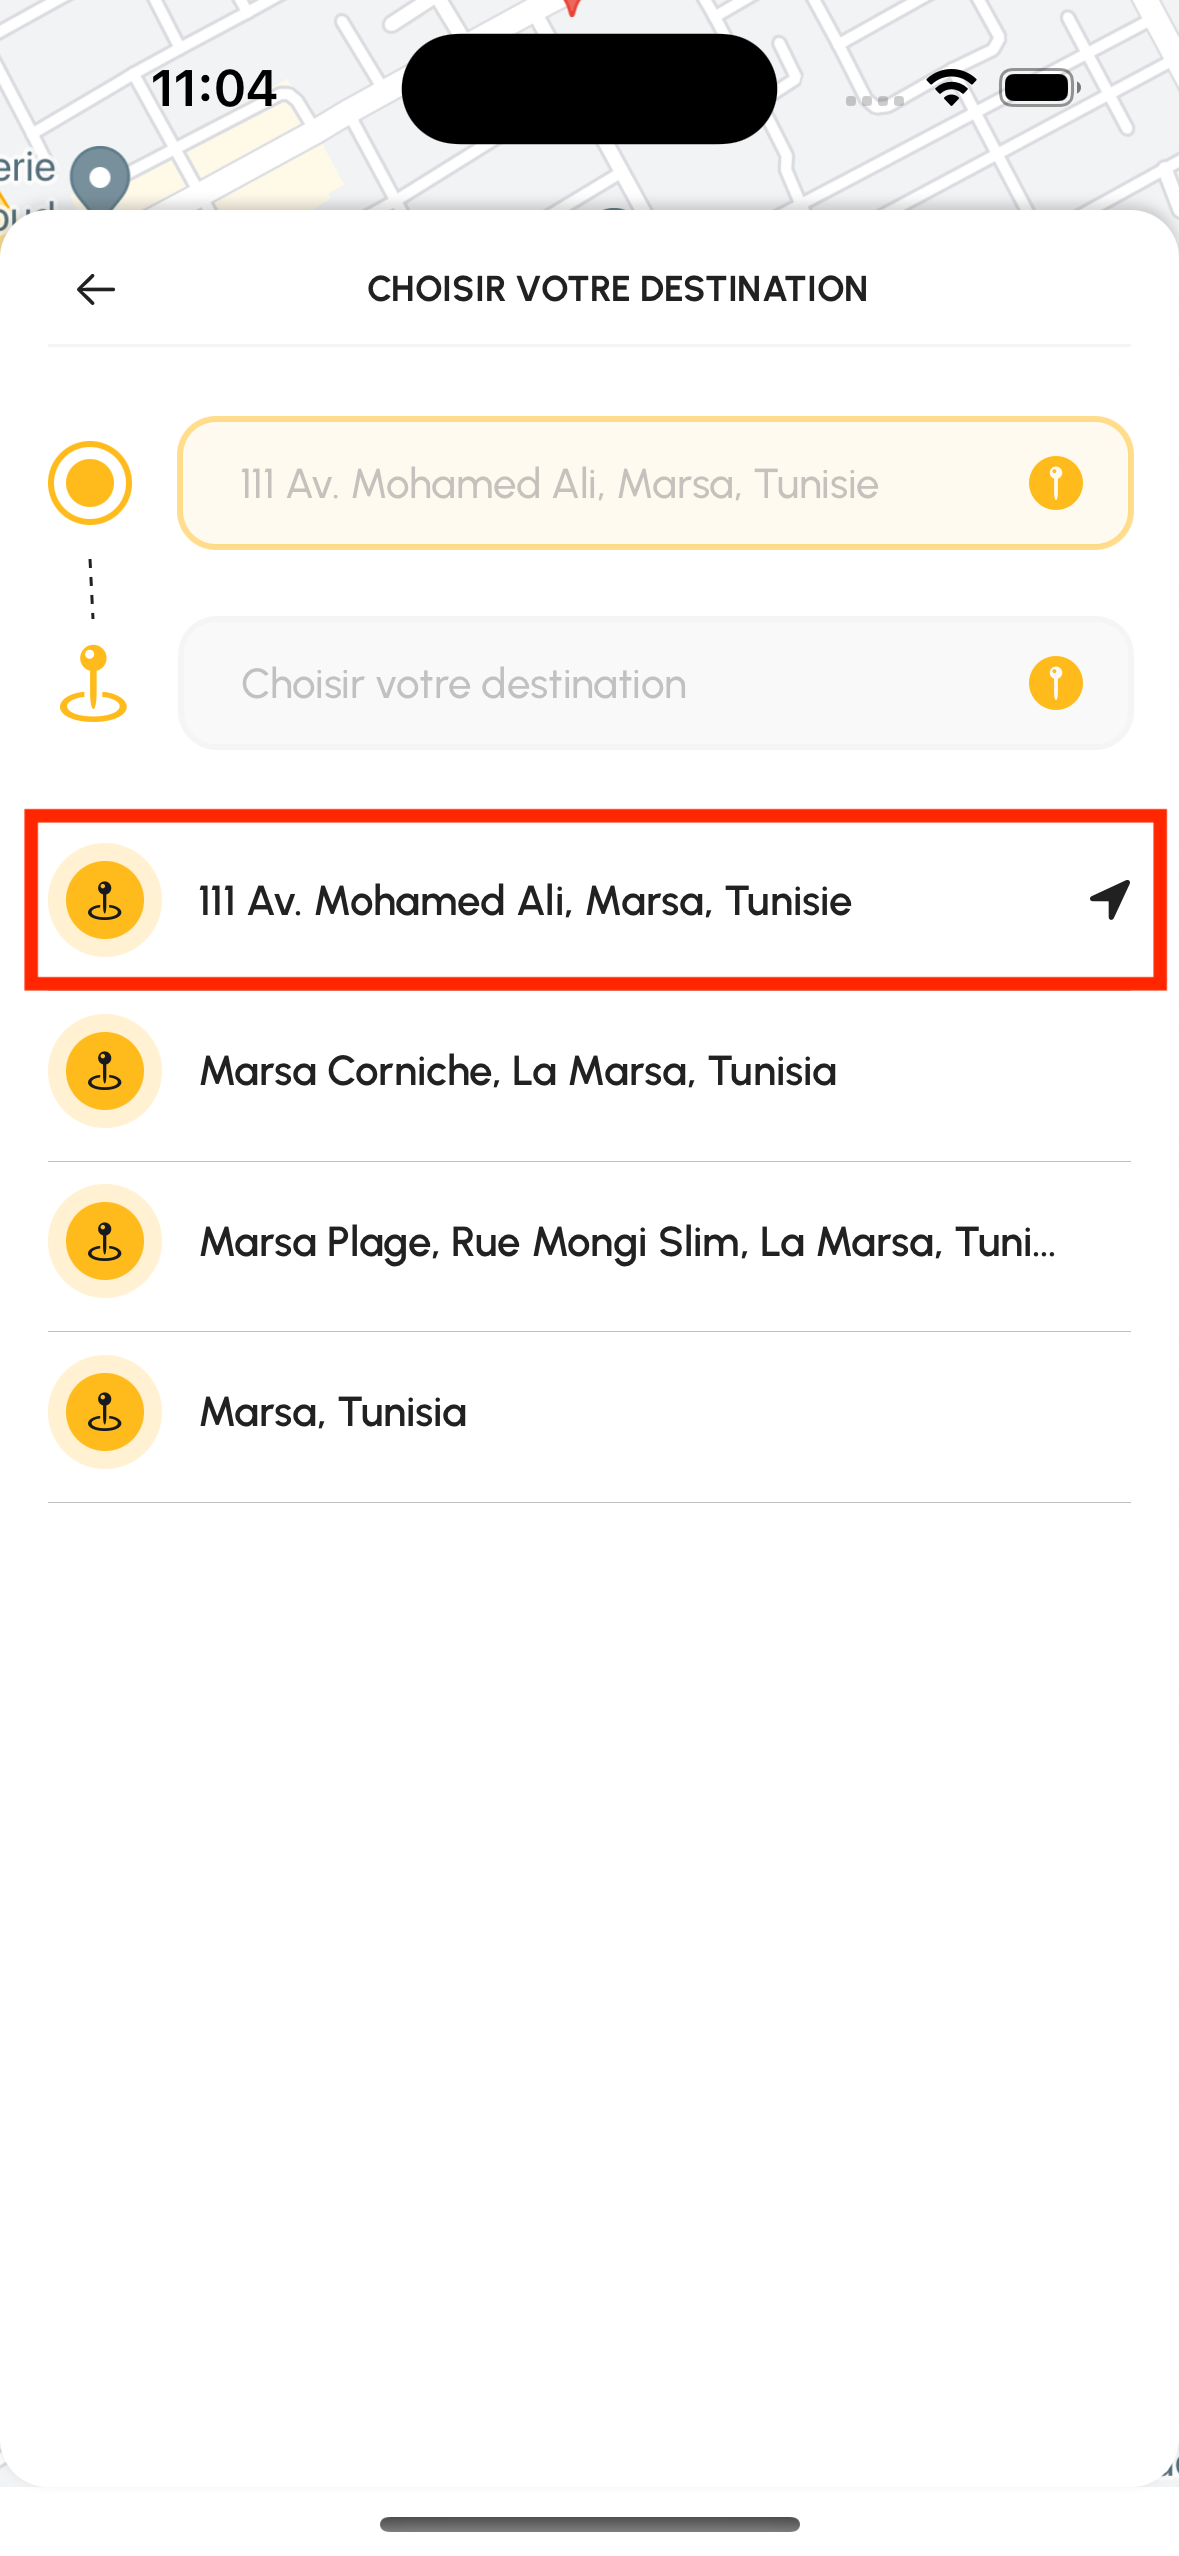 11:04
erie
CHOISIR VOTRE DESTINATION
111 Av. Mohamed Ali, Marsa, Tunisie
Choisir votre destination
111 Av. Mohamed Ali, Marsa, Tunisie
Marsa Corniche, La Marsa, Tunisia
Marsa Plage, Rue Mongi Slim, La Marsa, Tuni...
Marsa, Tunisia